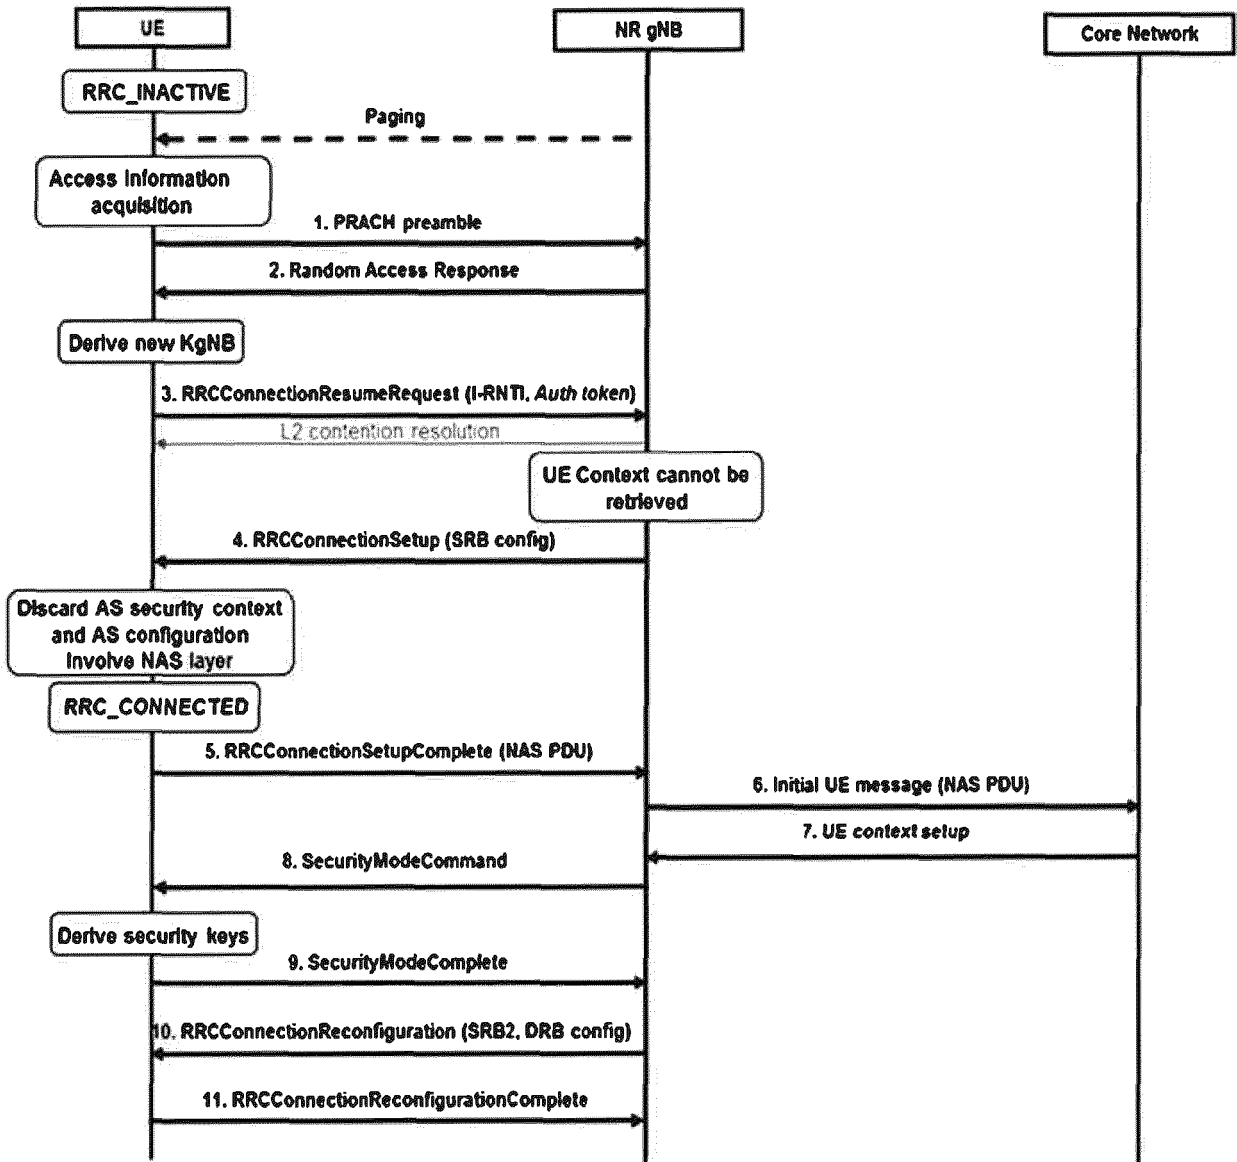 UE
NR gNB
Core Network
RRC_INACTIVE
Paging
Access Information
acquisition
1. PRACH preamble
2. Random Access Response
Derive new KgNB
3. RRCConnectionResumeRequest (I-RNTI, Auth token)
L2 contention resolution
UE Context cannot be
retrieved
4. RRCConnectionSetup (SRB config)
Discard AS security context
and AS configuration
Involve NAS layer
RRC_CONNECTED
5. RRCConnectionSetupComplete (NAS PDU)
6. Initial UE message (NAS PDU)
7. UE context setup
8. SecurityModeCommand
Derive security keys
9. SecurityModeComplete
10. RRCConnectionReconfiguration (SRB2, DRB config)
11. RRCConnectionReconfigurationComplete